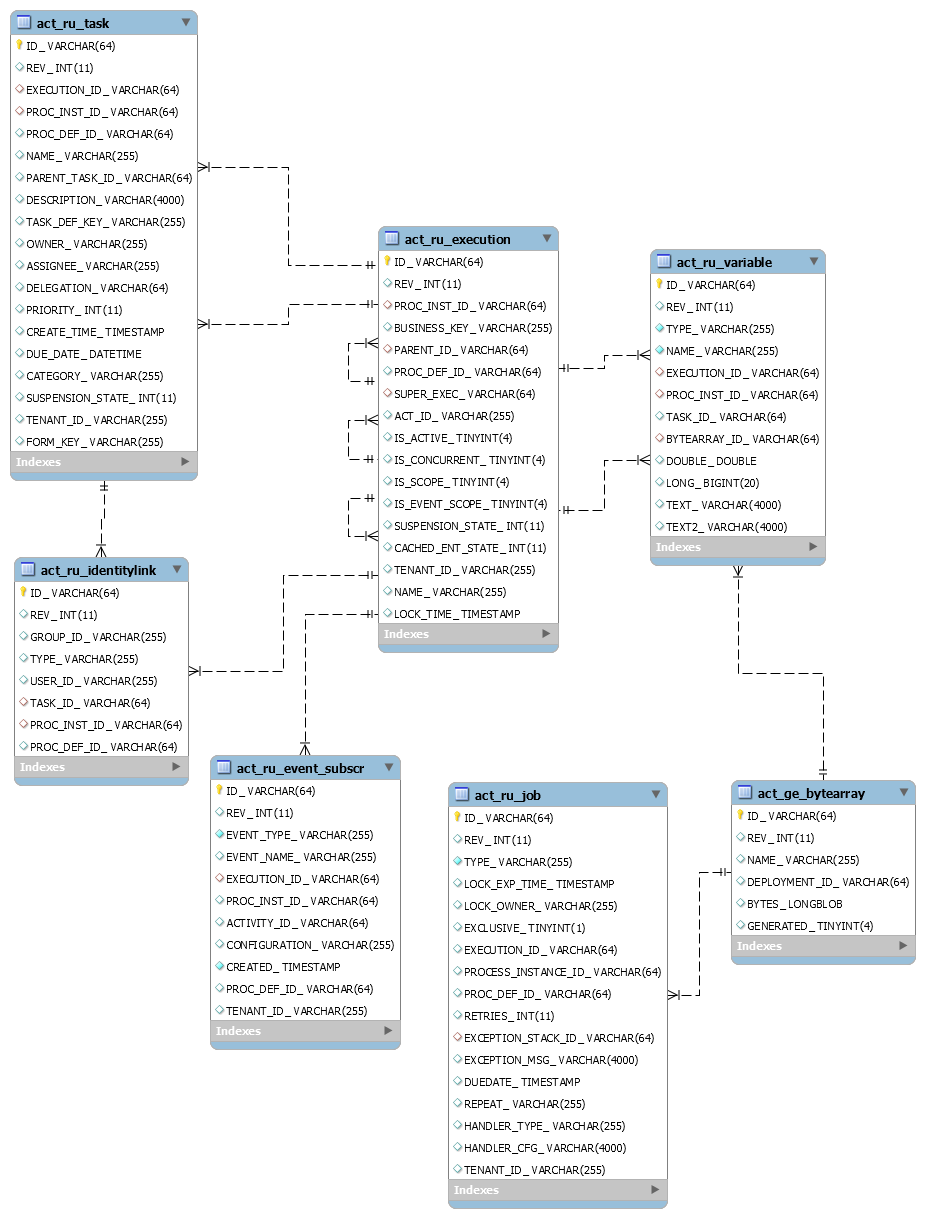 act_ru_task
ID_ VARCHAR(64)
REV_ INT(11)
EXECUTION_ID_ VARCHAR(64)
PROC_INST_ID_ VARCHAR(64)
PROC_DEF_ID_ VARCHAR(64)
NAME_ VARCHAR(255)
PARENT_TASK_ID_ VARCHAR(64)
DESCRIPTION_ VARCHAR(4000)
TASK_DEF_KEY_ VARCHAR(255)
OWNER_ VARCHAR(255)
ASSIGNEE_ VARCHAR(255)
DELEGATION_ VARCHAR(64)
PRIORITY_ INT(11)
CREATE_TIME_ TIMESTAMP
DUE_DATE_ DATETIME
CATEGORY_ VARCHAR(255)
SUSPENSION_STATE_ INT(11)
TENANT_ID_ VARCHAR(255)
FORM_KEY_ VARCHAR(255)
Indexes
act_ru_execution
ID_ VARCHAR(64)
REV_ INT(11)
PROC_INST_ID_ VARCHAR(64)
BUSINESS_KEY_ VARCHAR(255)
PARENT_ID_ VARCHAR(64)
PROC_DEF_ID_ VARCHAR(64)
SUPER_EXEC_ VARCHAR(64)
ACT_ID_ VARCHAR(255)
IS_ACTIVE_ TINYINT(4)
IS_CONCURRENT_ TINYINT(4)
IS_SCOPE_ TINYINT(4)
IS_EVENT_SCOPE_ TINYINT(4)
SUSPENSION_STATE_ INT(11)
CACHED_ENT_STATE_ INT(11)
TENANT_ID_ VARCHAR(255)
NAME_ VARCHAR(255)
LOCK_TIME_ TIMESTAMP
Indexes
act_ru_variable
ID_ VARCHAR(64)
REV_ INT(11)
TYPE_ VARCHAR(255)
NAME_ VARCHAR(255)
EXECUTION_ID_ VARCHAR(64)
PROC_INST_ID_ VARCHAR(64)
TASK_ID_ VARCHAR(64)
BYTEARRAY_ID_ VARCHAR(64)
DOUBLE_ DOUBLE
LONG_ BIGINT(20)
TEXT_ VARCHAR(4000)
TEXT2_ VARCHAR(4000)
Indexes
act_ru_identitylink
ID_ VARCHAR(64)
REV_ INT(11)
GROUP_ID_ VARCHAR(255)
TYPE_ VARCHAR(255)
USER_ID_ VARCHAR(255)
TASK_ID_ VARCHAR(64)
PROC_INST_ID_ VARCHAR(64)
PROC_DEF_ID_ VARCHAR(64)
Indexes
act_ru_event_subscr
ID_ VARCHAR(64)
REV_ INT(11)
EVENT_TYPE_ VARCHAR(255)
EVENT_NAME_ VARCHAR(255)
EXECUTION_ID_ VARCHAR(64)
PROC_INST_ID_ VARCHAR(64)
ACTIVITY_ID_ VARCHAR(64)
CONFIGURATION_ VARCHAR(255)
CREATED_ TIMESTAMP
PROC_DEF_ID_ VARCHAR(64)
TENANT_ID_ VARCHAR(255)
Indexes
act_ru_job
ID_ VARCHAR(64)
REV_ INT(11)
TYPE_ VARCHAR(255)
LOCK_EXP_TIME_ TIMESTAMP
LOCK_OWNER_ VARCHAR(255)
EXCLUSIVE_ TINYINT(1)
EXECUTION_ID_ VARCHAR(64)
PROCESS_INSTANCE_ID_ VARCHAR(64)
PROC_DEF_ID_ VARCHAR(64)
RETRIES_ INT(11)
EXCEPTION_STACK_ID_ VARCHAR(64)
EXCEPTION_MSG_ VARCHAR(4000)
DUEDATE_ TIMESTAMP
REPEAT_ VARCHAR(255)
HANDLER_TYPE_ VARCHAR(255)
HANDLER_CFG_ VARCHAR(4000)
TENANT_ID_ VARCHAR(255)
Indexes
act_ge_bytearray
ID_ VARCHAR(64)
REV_ INT(11)
NAME_ VARCHAR(255)
DEPLOYMENT_ID_ VARCHAR(64)
BYTES_ LONGBLOB
GENERATED_ TINYINT(4)
Indexes